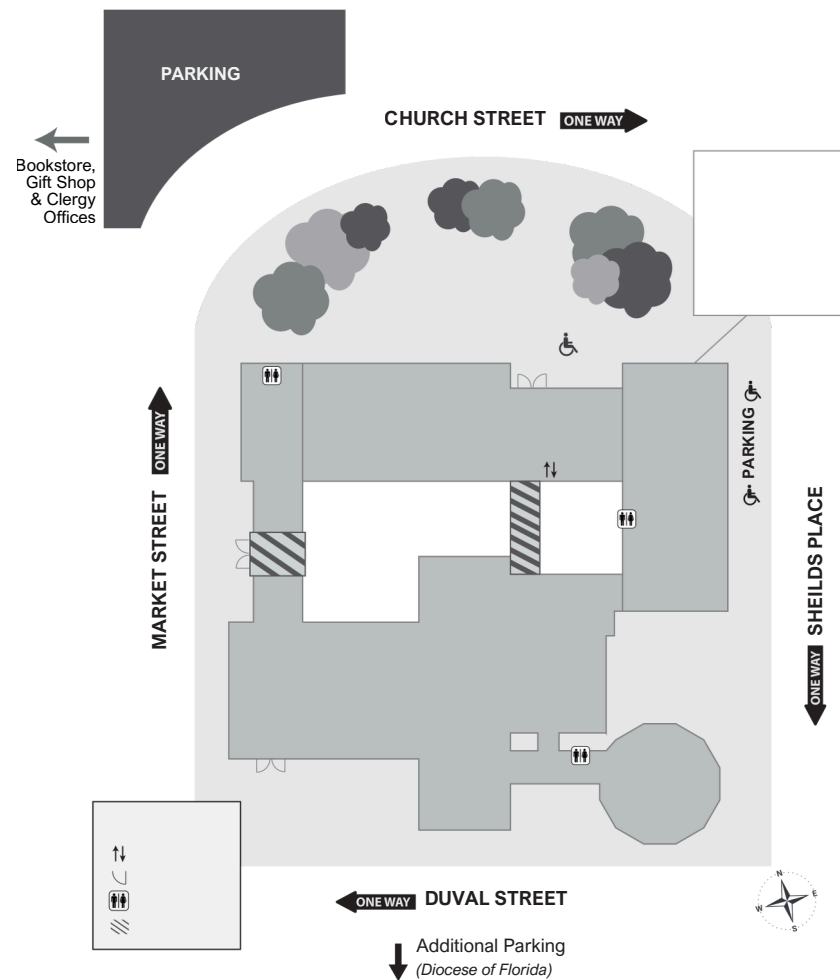 PARKING
CHURCH STREET ONE WAY
Bookstore,
Gift Shop
& Clergy
Offices
MARKET STREET ONE WAY
PARKING
SHEILDS PLACE
ONE WAY
ONE WAY DUVAL STREET
N
E
W
S
Additional Parking
(Diocese of Florida)